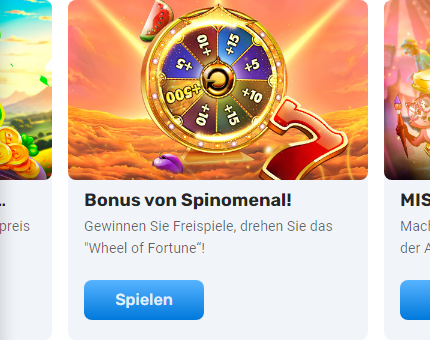 +15
+5
+10
+15
+10
+500
+5
+10
7
..
preis
Bonus von Spinomenal!
Gewinnen Sie Freispiele, drehen Sie das
"Wheel of Fortune“!
Spielen
MIS
Mach
der A